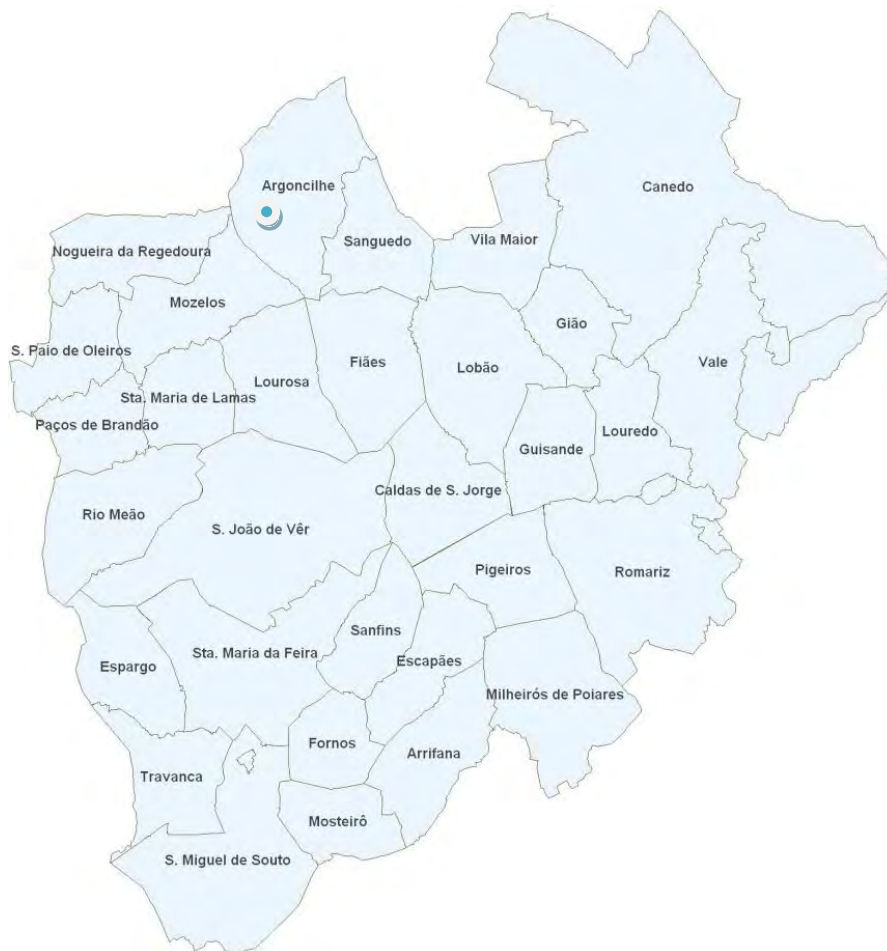 Argoncilhe
Canedo
Nogueira da Regedoura
Sanguedo
Vila Maior
Mozelos
Gião
S. Paio de Oleiros
Fiães
Lobão
Vale
Lourosa
Sta. Maria de Lamas
Paços de Brandão
Louredo
Guisande
Caldas de S. Jorge
Rio Meão
S. João de Vêr
Pigeiros
Romariz
Sanfins
Sta. Maria da Feira
Escapães
Espargo
Milheirós de Poiares
Fornos
Arrifana
Travanca
Mosteirô
S. Miguel de Souto